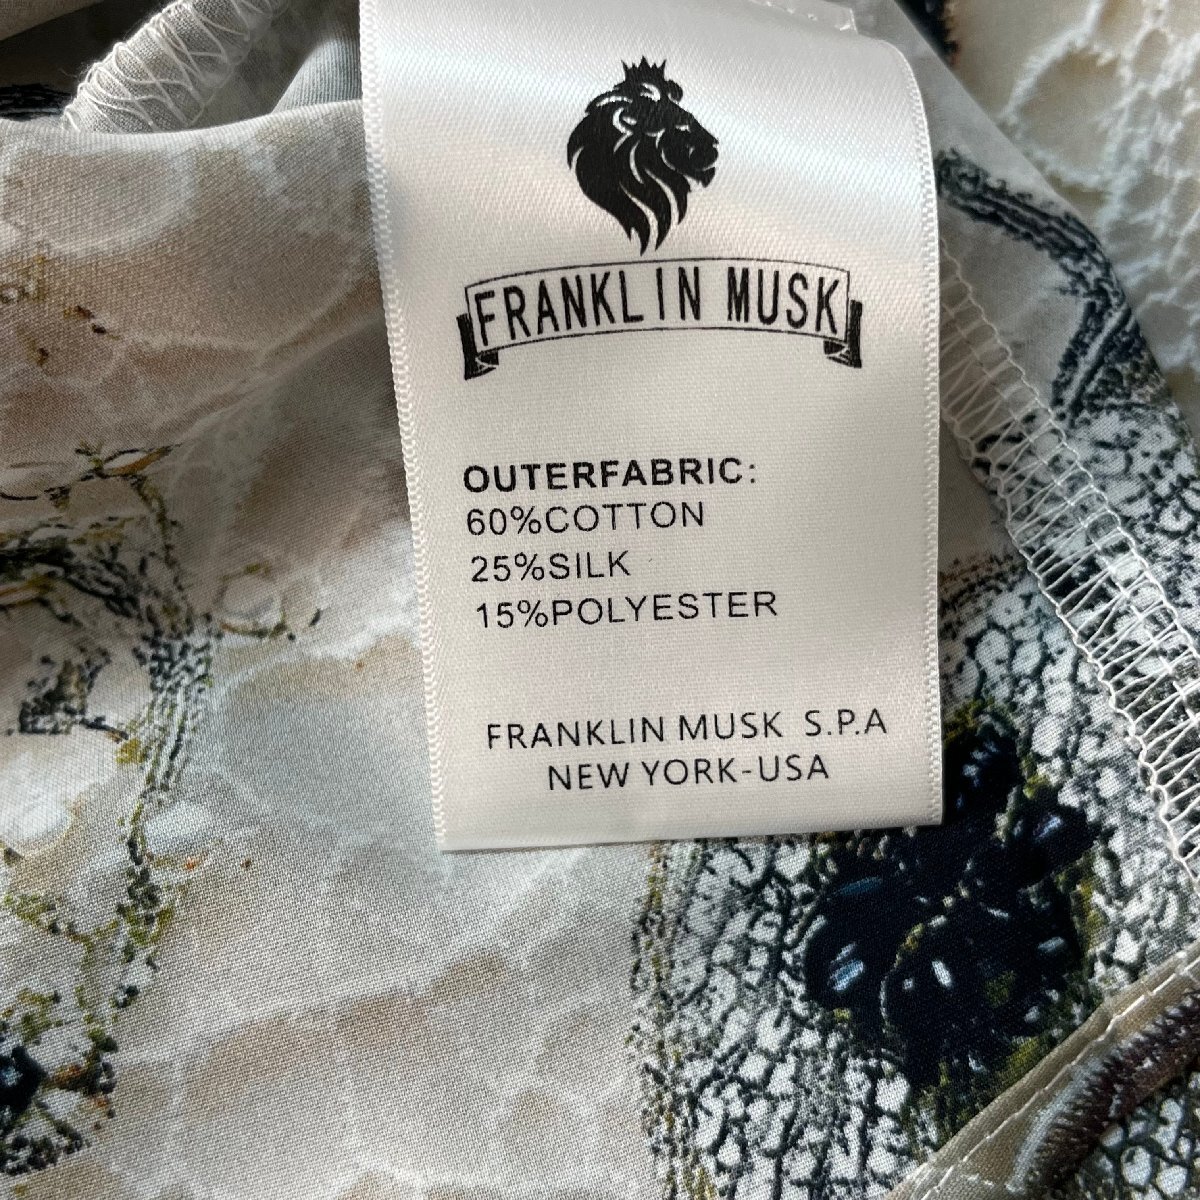 FRANKLIN MUSK
OUTERFABRIC:
60%COTTON
25%SILK
15%POLYESTER
FRANKLIN MUSK S.P.A
NEW YORK-USA